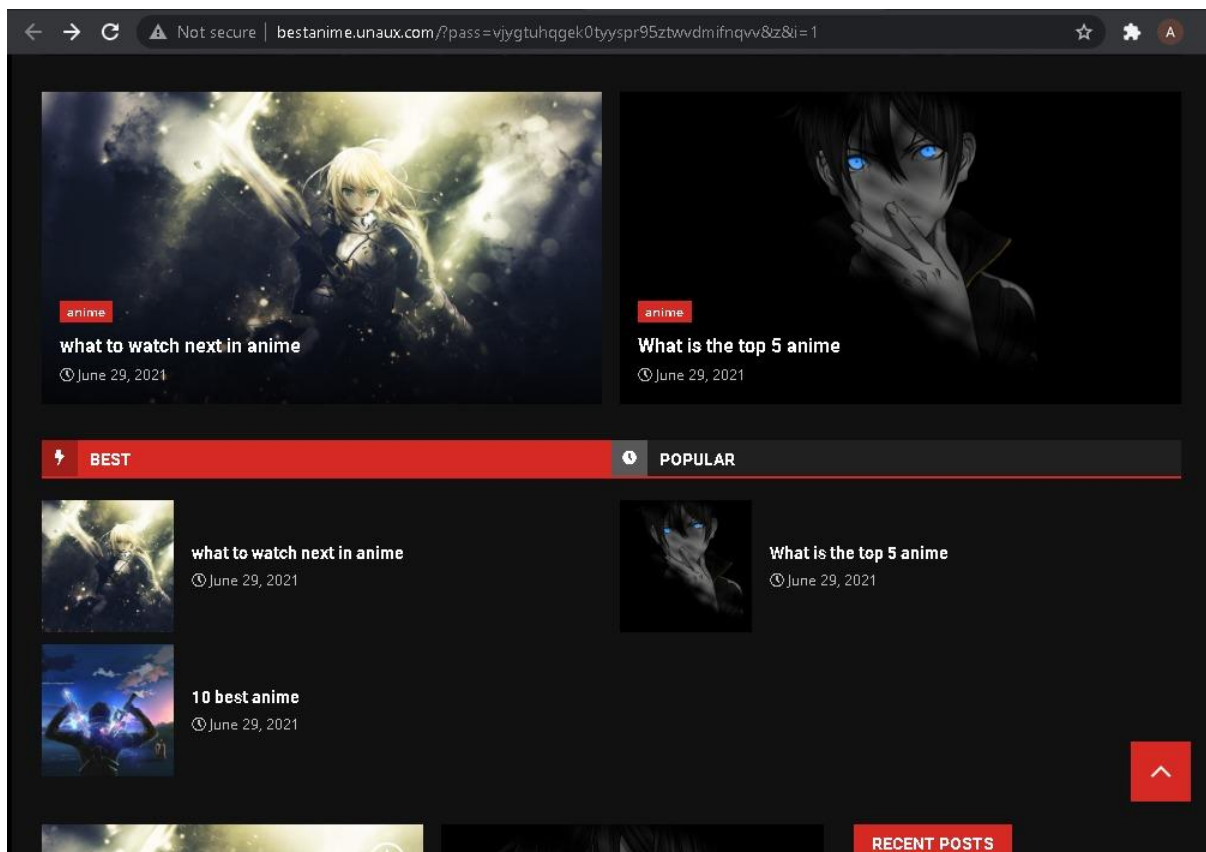 Not secure | bestanime.unaux.com/?pass=vjygtuhqgek0tyyspr95ztwvdmifnqvv&z&i=1
A
anime
what to watch next in anime
June 29, 2021
anime
What is the top 5 anime
June 29, 2021
BEST
POPULAR
what to watch next in anime
June 29, 2021
What is the top 5 anime
June 29, 2021
10 best anime
June 29, 2021
RECENT POSTS